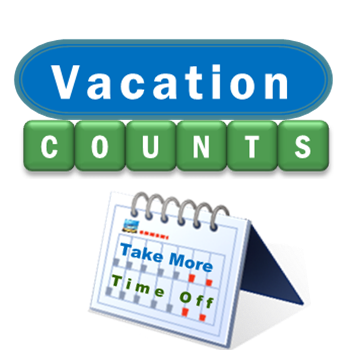 Vacation
COUNTS
Take More
Time Off